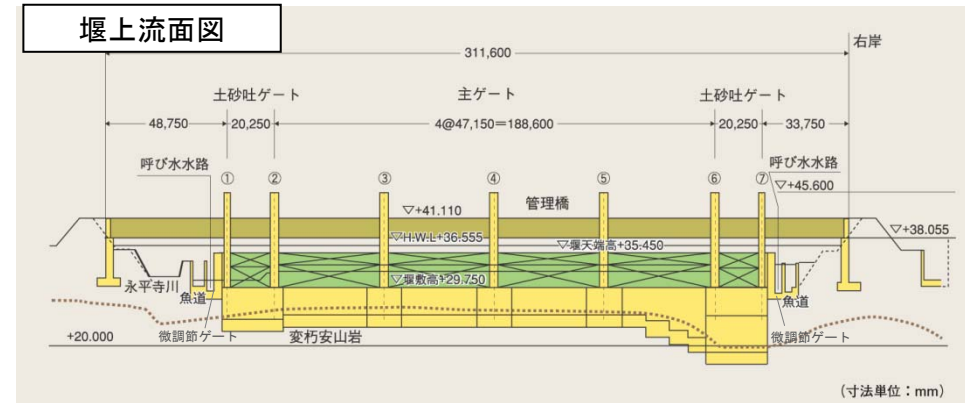 堰上流面図
右岸
311,600
土砂吐ゲート
主ゲート
土砂吐ゲート
48,750
20,250
4@47,150=188,600
20,250
33,750
呼び水水路
呼び水水路
①
②
③
④
⑤
⑥
⑦
▽+45.600
▽+41.110
管理橋
▽+38.055
▽H.W.L+36.555
▽堰天端高+35.450
▽堰敷高+29.750
永平寺川
魚道
魚道
+20.000
微調節ゲート
変朽安山岩
微調節ゲート
(寸法単位:mm)